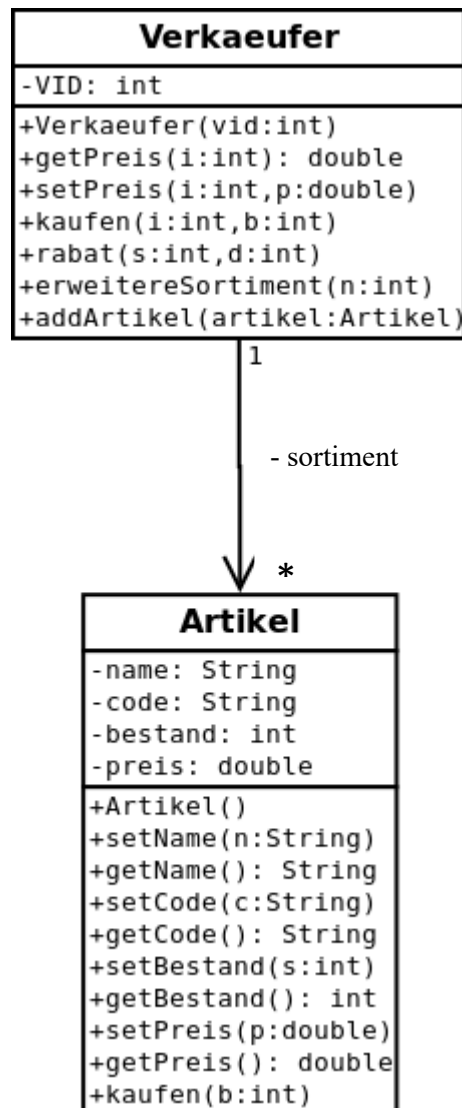 Verkaeufer
-VID: int
+Verkaeufer(vid:int)
+getPreis(i:int): double
+setPreis(i:int,p:double)
+kaufen(i:int,b:int)
+rabat(s:int,d:int)
+erweitereSortiment(n:int)
+addArtikel(artikel:Artikel)
1
- sortiment
*
Artikel
-name: String
-code: String
-bestand: int
-preis: double
+Artikel()
+setName(n:String)
+getName(): String
+setCode(c:String)
+getCode(): String
+setBestand(s:int)
+getBestand(): int
+setPreis(p:double)
+getPreis(): double
+kaufen(b:int)